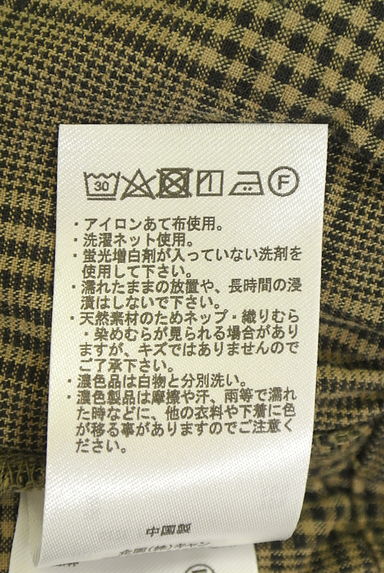 30 F
・アイロンあて布使用。
・洗濯ネット使用。
・蛍光増白剤が入っていない洗剤を
使用して下さい。
・濡れたままの放置や、長時間の浸
漬はしないで下さい。
・天然素材のためネップ・織りむら
・染めむらが見られる場合があり
ますが、キズではありませんので
ご了承下さい。
・濃色品は白物と分別洗い。
・濃色製品は摩擦や汗、雨等で濡れ
た時などに、他の衣料や下着に色
が移る事がありますのでご注意く
ださい。
中国製